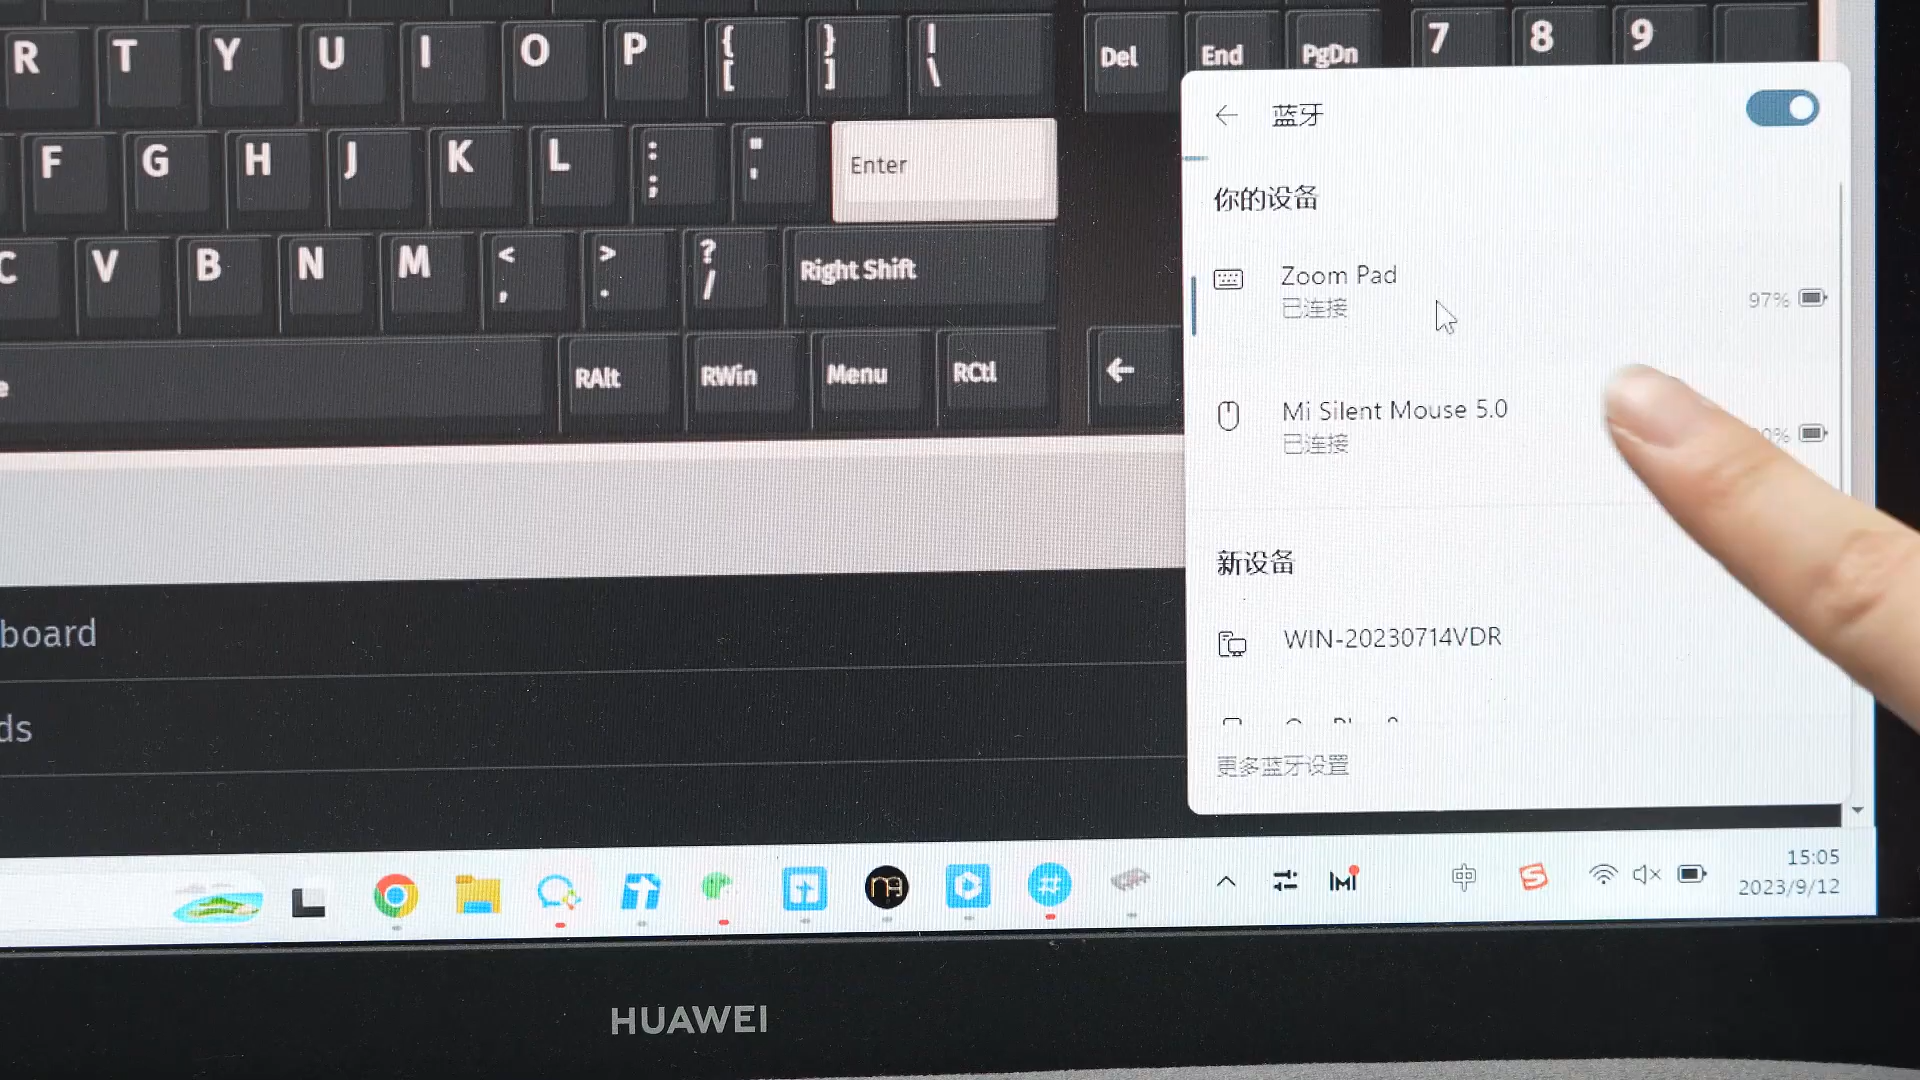 R T Y U I O P { [ } ] | \ Del End PgDn 7 8 9
F G H J K L : ; " ' Enter
C V B N M < , > . ? / Right Shift
RAlt RWin Menu RCtl ←
蓝牙
你的设备
Zoom Pad
已连接
97%
Mi Silent Mouse 5.0
已连接
新设备
WIN-20230714VDR
更多蓝牙设置
board
ds
中
15:05
2023/9/12
HUAWEI